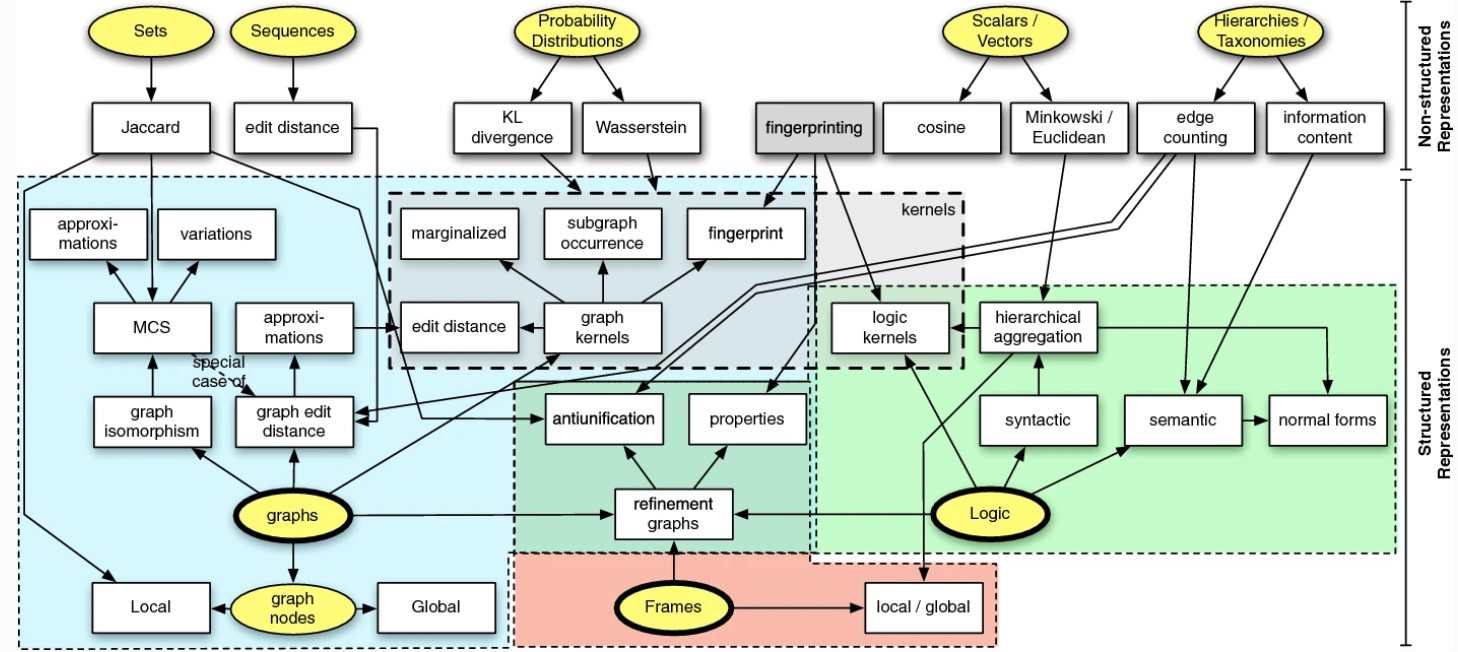 Sets
Sequences
Probability
Distributions
Scalars /
Vectors
Hierarchies /
Taxonomies
Non-structured
Representations
Jaccard
edit distance
KL
divergence
Wasserstein
fingerprinting
cosine
Minkowski /
Euclidean
edge
counting
information
content
kernels
approxi-
mations
variations
marginalized
subgraph
occurrence
fingerprint
MCS
approxi-
mations
edit distance
graph
kernels
logic
kernels
hierarchical
aggregation
special
case of
graph
isomorphism
graph edit
distance
antiunification
properties
syntactic
semantic
normal forms
Structured
Representations
graphs
refinement
graphs
Logic
Local
graph
nodes
Global
Frames
local / global